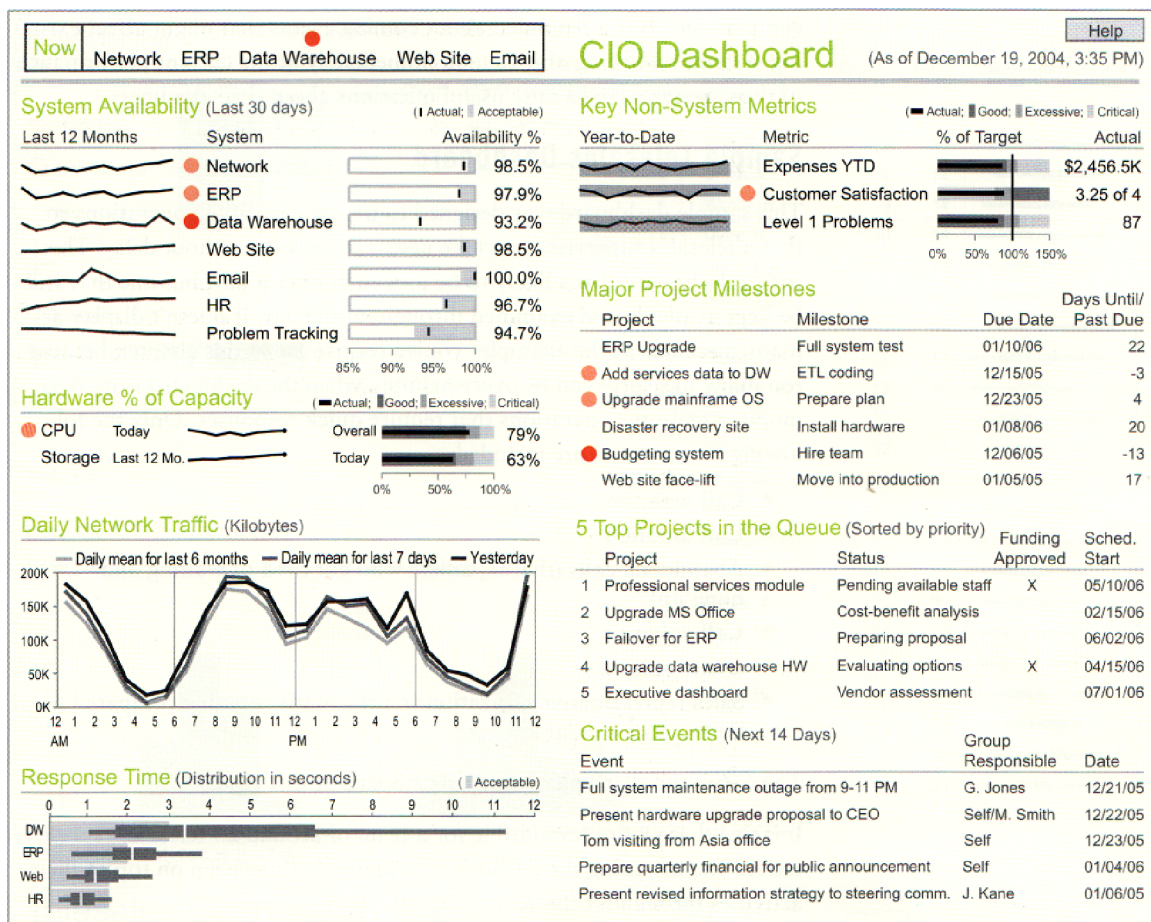 Help
Now Network ERP Data Warehouse Web Site Email
CIO Dashboard (As of December 19, 2004, 3:35 PM)
System Availability (Last 30 days) (Actual; Acceptable)
Last 12 Months System Availability %
Network 98.5%
ERP 97.9%
Data Warehouse 93.2%
Web Site 98.5%
Email 100.0%
HR 96.7%
Problem Tracking 94.7%
85% 90% 95% 100%
Hardware % of Capacity (Actual; Good; Excessive; Critical)
CPU Today Overall 79%
Storage Last 12 Mo. Today 63%
0% 50% 100%
Daily Network Traffic (Kilobytes)
Daily mean for last 6 months Daily mean for last 7 days Yesterday
200K
150K
100K
50K
0K
12 1 2 3 4 5 6 7 8 9 10 11 12 1 2 3 4 5 6 7 8 9 10 11 12
AM PM
Response Time (Distribution in seconds) (Acceptable)
0 1 2 3 4 5 6 7 8 9 10 11 12
DW
ERP
Web
HR
Key Non-System Metrics (Actual; Good; Excessive; Critical)
Year-to-Date Metric % of Target Actual
Expenses YTD $2,456.5K
Customer Satisfaction 3.25 of 4
Level 1 Problems 87
0% 50% 100% 150%
Major Project Milestones
Days Until/
Project Milestone Due Date Past Due
ERP Upgrade Full system test 01/10/06 22
Add services data to DW ETL coding 12/15/05 -3
Upgrade mainframe OS Prepare plan 12/23/05 4
Disaster recovery site Install hardware 01/08/06 20
Budgeting system Hire team 12/06/05 -13
Web site face-lift Move into production 01/05/05 17
5 Top Projects in the Queue (Sorted by priority)
Funding Sched.
Project Status Approved Start
1 Professional services module Pending available staff X 05/10/06
2 Upgrade MS Office Cost-benefit analysis 02/15/06
3 Failover for ERP Preparing proposal 06/02/06
4 Upgrade data warehouse HW Evaluating options X 04/15/06
5 Executive dashboard Vendor assessment 07/01/06
Critical Events (Next 14 Days)
Group
Event Responsible Date
Full system maintenance outage from 9-11 PM G. Jones 12/21/05
Present hardware upgrade proposal to CEO Self/M. Smith 12/22/05
Tom visiting from Asia office Self 12/23/05
Prepare quarterly financial for public announcement Self 01/04/06
Present revised information strategy to steering comm. J. Kane 01/06/05